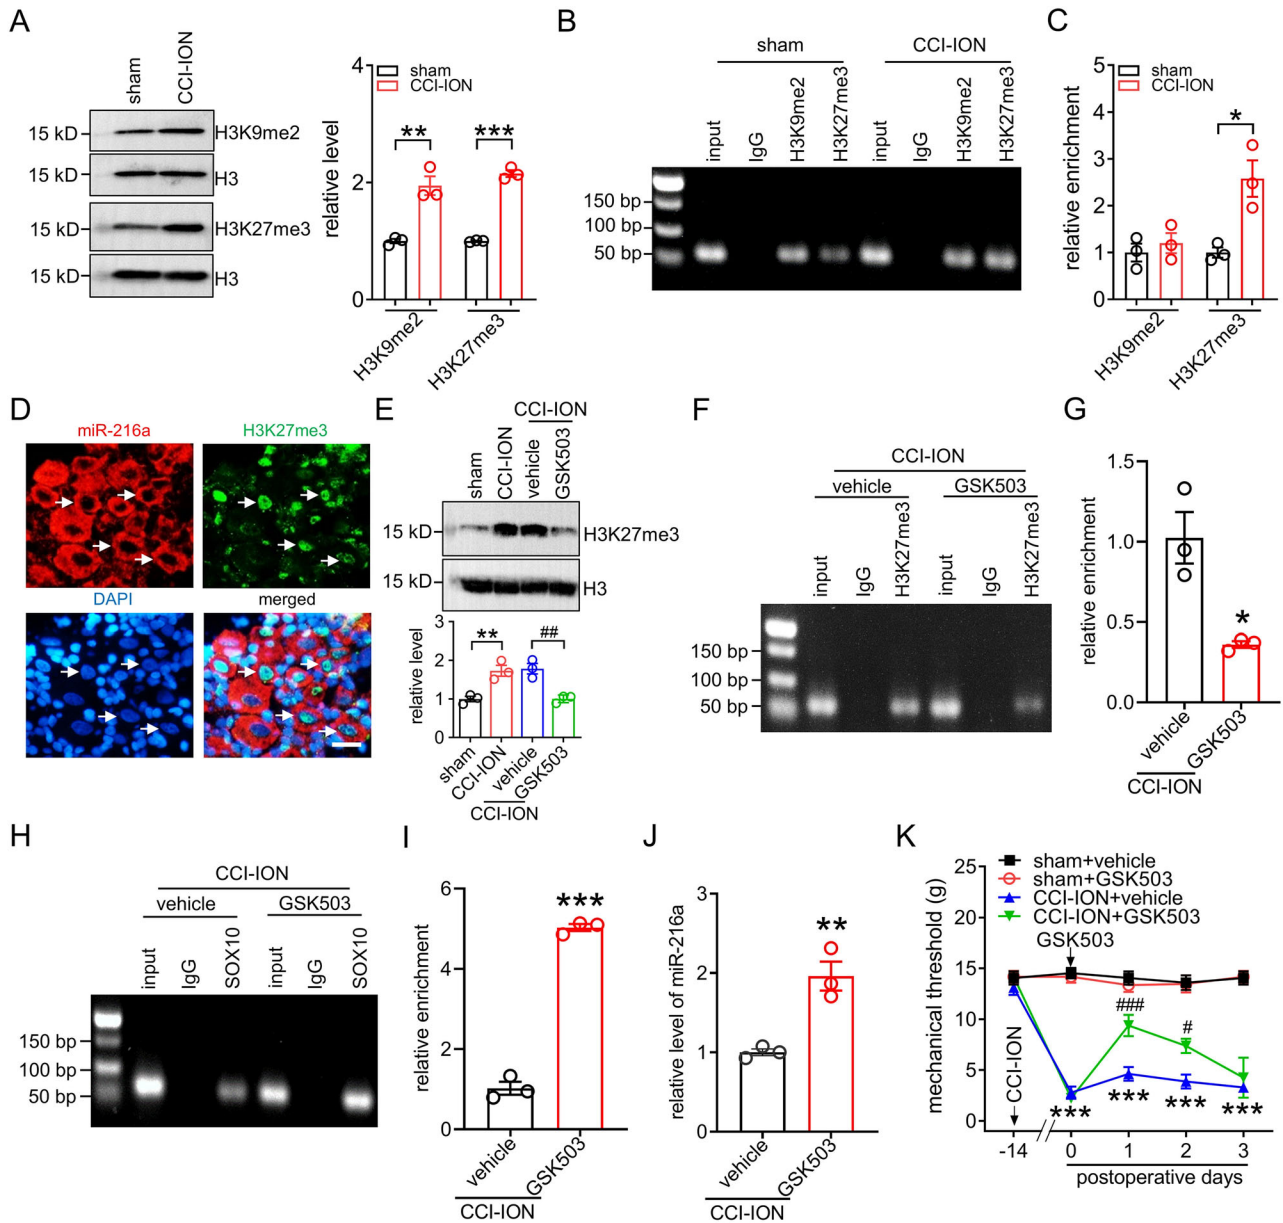 A
sham
CCI-ION
15 kD
H3K9me2
15 kD
H3
15 kD
H3K27me3
15 kD
H3
sham
CCI-ION
relative level
4
2
0
**
***
H3K9me2
H3K27me3
B
sham
CCI-ION
input
IgG
H3K9me2
H3K27me3
input
IgG
H3K9me2
H3K27me3
150 bp
100 bp
50 bp
C
sham
CCI-ION
relative enrichment
5
4
3
2
1
0
*
H3K9me2
H3K27me3
D
miR-216a
H3K27me3
DAPI
merged
E
CCI-ION
sham
CCI-ION
vehicle
GSK503
15 kD
H3K27me3
15 kD
H3
relative level
3
2
1
0
**
##
sham
CCI-ION
vehicle
GSK503
CCI-ION
F
CCI-ION
vehicle
GSK503
input
IgG
H3K27me3
input
IgG
H3K27me3
150 bp
100 bp
50 bp
G
relative enrichment
1.5
1.0
0.5
0.0
*
vehicle
GSK503
CCI-ION
H
CCI-ION
vehicle
GSK503
input
IgG
SOX10
input
IgG
SOX10
150 bp
100 bp
50 bp
I
relative enrichment
6
4
2
0
***
vehicle
GSK503
CCI-ION
J
relative level of miR-216a
3
2
1
0
**
vehicle
GSK503
CCI-ION
K
sham+vehicle
sham+GSK503
CCI-ION+vehicle
CCI-ION+GSK503
GSK503
mechanical threshold (g)
25
20
15
10
5
0
###
#
CCI-ION
***
***
***
***
-14
0
1
2
3
postoperative days